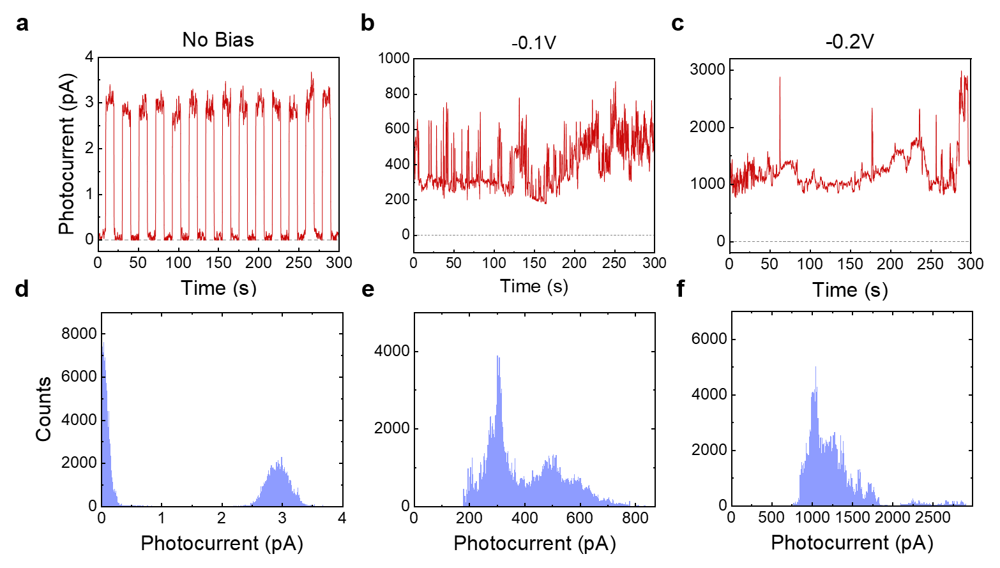 a
No Bias
Photocurrent (pA)
4
3
2
1
0
0 50 100 150 200 250 300
Time (s)
b
-0.1V
1000
800
600
400
200
0
0 50 100 150 200 250 300
Time (s)
c
-0.2V
3000
2000
1000
0
0 50 100 150 200 250 300
Time (s)
d
Counts
8000
6000
4000
2000
0
0 1 2 3 4
Photocurrent (pA)
e
4000
2000
0
0 200 400 600 800
Photocurrent (pA)
f
6000
4000
2000
0
0 500 1000 1500 2000 2500
Photocurrent (pA)